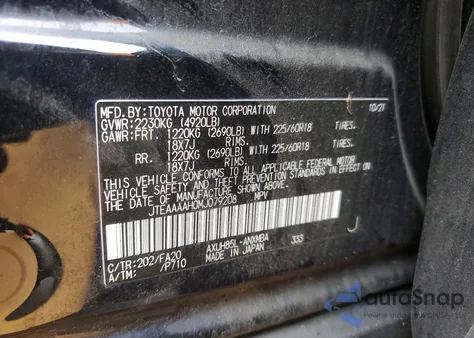 MFD.BY:TOYOTA MOTOR CORPORATION 10/21
GVWR:2230KG (4920LB)
GAWR:FRT. 1220KG (2690LB) WITH 225/60R18 TIRES.
18X7J RIMS.
RR. 1220KG (2690LB) WITH 225/60R18 TIRES.
18X7J RIMS.
THIS VEHICLE CONFORMS TO ALL APPLICABLE FEDERAL MOTOR
VEHICLE SAFETY AND THEFT PREVENTION STANDARDS IN EFFECT ON
THE DATE OF MANUFACTURE SHOWN ABOVE.
JTEAAAAH0MJ079208 MPV
J
C/TR:202/FA20 AXUH85L-ANXMBA 333
A/TM: /P710 MADE IN JAPAN
autoSnap